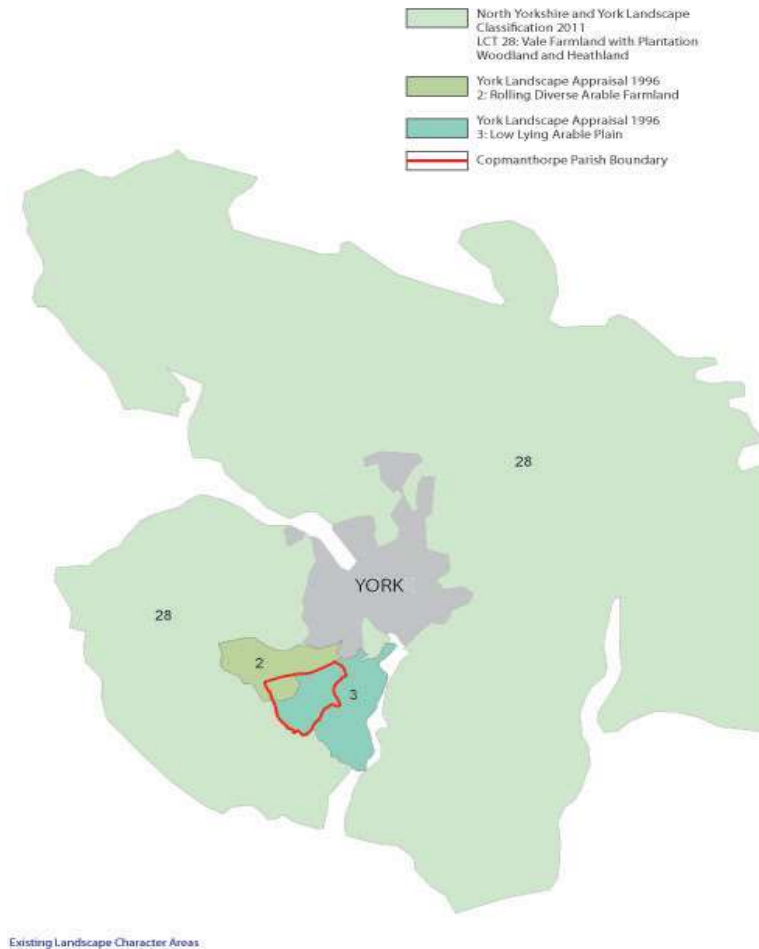 North Yorkshire and York Landscape
Classification 2011
LCT 28: Vale Farmland with Plantation
Woodland and Heathland
York Landscape Appraisal 1996
2: Rolling Diverse Arable Farmland
York Landscape Appraisal 1996
3: Low Lying Arable Plain
Copmanthorpe Parish Boundary
28
YORK
28
2
3
Existing Landscape Character Areas